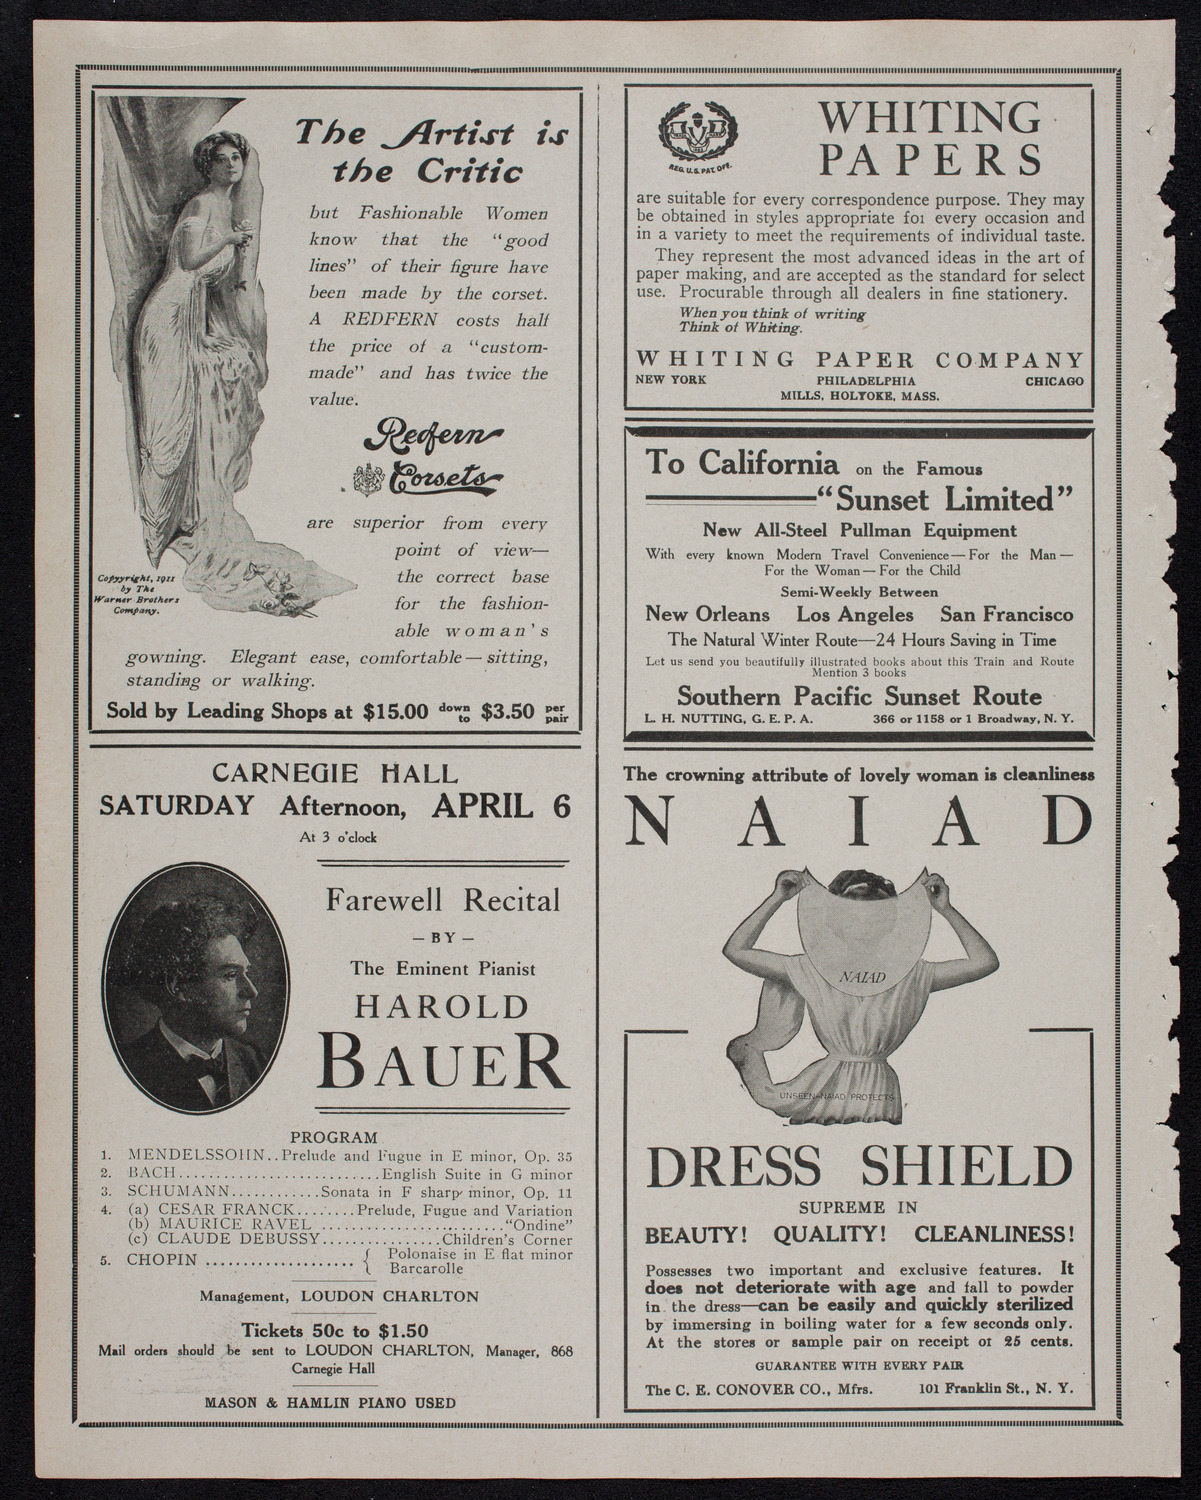 The Artist is
the Critic
but Fashionable Women
know that the "good
lines" of their figure have
been made by the corset.
A REDFERN costs half
the price of a "custom-
made" and has twice the
value.
Redfern
Corsets
are superior from every
point of view—
the correct base
for the fashion-
able woman's
gowning. Elegant ease, comfortable—sitting,
standing or walking.
Copyright, 1911
by The
Warner Brothers
Company.
Sold by Leading Shops at $15.00 down to $3.50 per pair
CARNEGIE HALL
SATURDAY Afternoon, APRIL 6
At 3 o'clock
Farewell Recital
— BY —
The Eminent Pianist
HAROLD
BAUER
PROGRAM
1. MENDELSSOHN..Prelude and Fugue in E minor, Op. 35
2. BACH............................English Suite in G minor
3. SCHUMANN............Sonata in F sharp minor, Op. 11
4. (a) CESAR FRANCK........Prelude, Fugue and Variation
(b) MAURICE RAVEL ........................."Ondine"
(c) CLAUDE DEBUSSY................Children's Corner
5. CHOPIN .................... { Polonaise in E flat minor
Barcarolle
Management, LOUDON CHARLTON
Tickets 50c to $1.50
Mail orders should be sent to LOUDON CHARLTON, Manager, 868
Carnegie Hall
MASON & HAMLIN PIANO USED
REG. U.S. PAT. OFF.
WHITING
PAPERS
are suitable for every correspondence purpose. They may
be obtained in styles appropriate for every occasion and
in a variety to meet the requirements of individual taste.
They represent the most advanced ideas in the art of
paper making, and are accepted as the standard for select
use. Procurable through all dealers in fine stationery.
When you think of writing
Think of Whiting.
WHITING PAPER COMPANY
NEW YORK PHILADELPHIA CHICAGO
MILLS, HOLYOKE, MASS.
To California on the Famous
"Sunset Limited"
New All-Steel Pullman Equipment
With every known Modern Travel Convenience—For the Man—
For the Woman—For the Child
Semi-Weekly Between
New Orleans Los Angeles San Francisco
The Natural Winter Route—24 Hours Saving in Time
Let us send you beautifully illustrated books about this Train and Route
Mention 3 books
Southern Pacific Sunset Route
L. H. NUTTING, G. E. P. A. 366 or 1158 or 1 Broadway, N. Y.
The crowning attribute of lovely woman is cleanliness
NAIAD
NAIAD
UNSEEN—NAIAD PROTECTS
DRESS SHIELD
SUPREME IN
BEAUTY! QUALITY! CLEANLINESS!
Possesses two important and exclusive features. It
does not deteriorate with age and fall to powder
in the dress—can be easily and quickly sterilized
by immersing in boiling water for a few seconds only.
At the stores or sample pair on receipt of 25 cents.
GUARANTEE WITH EVERY PAIR
The C. E. CONOVER CO., Mfrs. 101 Franklin St., N. Y.